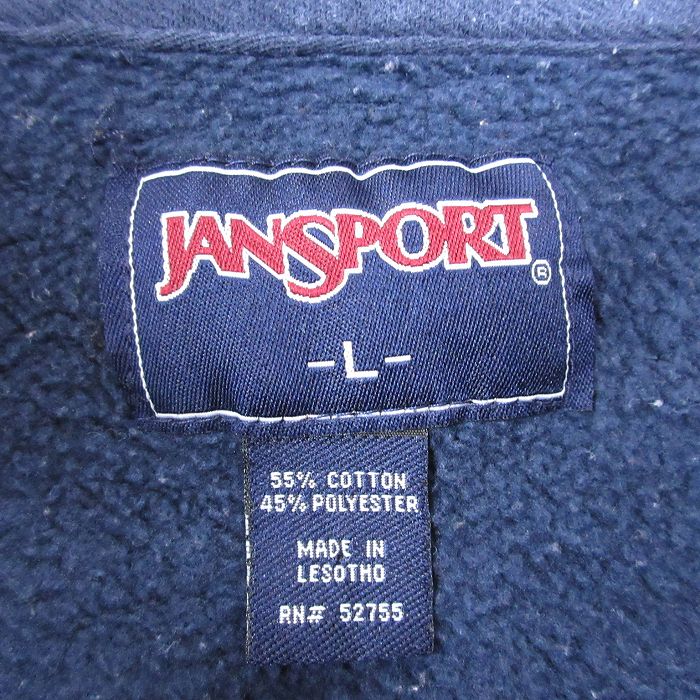 JANSPORT ®
-L-
55% COTTON
45% POLYESTER
MADE IN
LESOTHO
RN# 52755